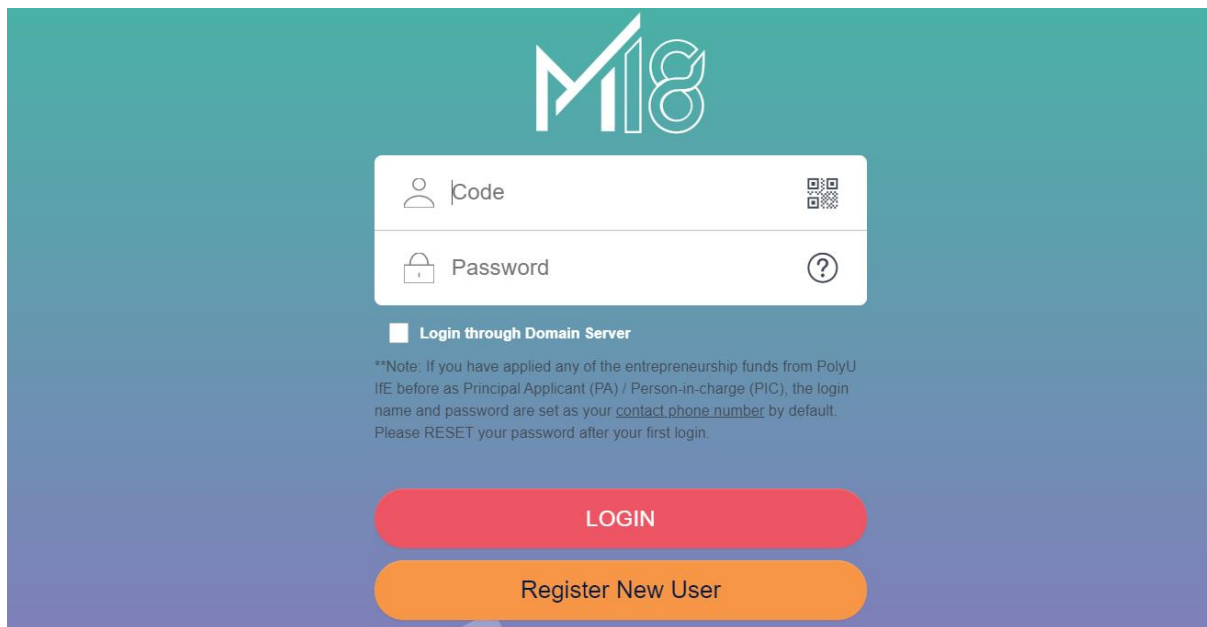 M18
Code
Password
Login through Domain Server
**Note: If you have applied any of the entrepreneurship funds from PolyU
IfE before as Principal Applicant (PA) / Person-in-charge (PIC), the login
name and password are set as your contact phone number by default.
Please RESET your password after your first login.
LOGIN
Register New User